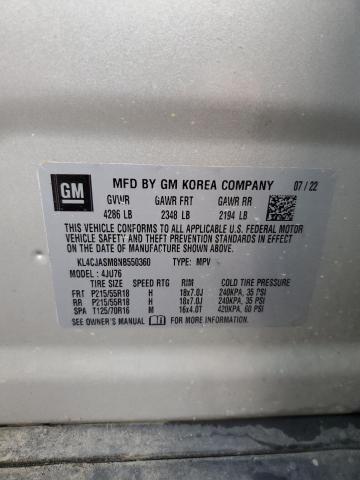 GM MFD BY GM KOREA COMPANY 07/22
GVWR GAWR FRT GAWR RR
4286 LB 2348 LB 2194 LB
THIS VEHICLE CONFORMS TO ALL APPLICABLE U.S. FEDERAL MOTOR
VEHICLE SAFETY AND THEFT PREVENTION STANDARDS IN EFFECT
ON THE DATE OF MANUFACTURE SHOWN ABOVE.
KL4CJASM8NB550360 TYPE: MPV
MODEL: 4JU76
TIRE SIZE SPEED RTG RIM COLD TIRE PRESSURE
FRT P215/55R18 H 18x7.0J 240KPA, 35 PSI
RR P215/55R18 H 18x7.0J 240KPA, 35 PSI
SPA T125/70R16 M 16x4.0T 420KPA, 60 PSI
SEE OWNER'S MANUAL FOR MORE INFORMATION.